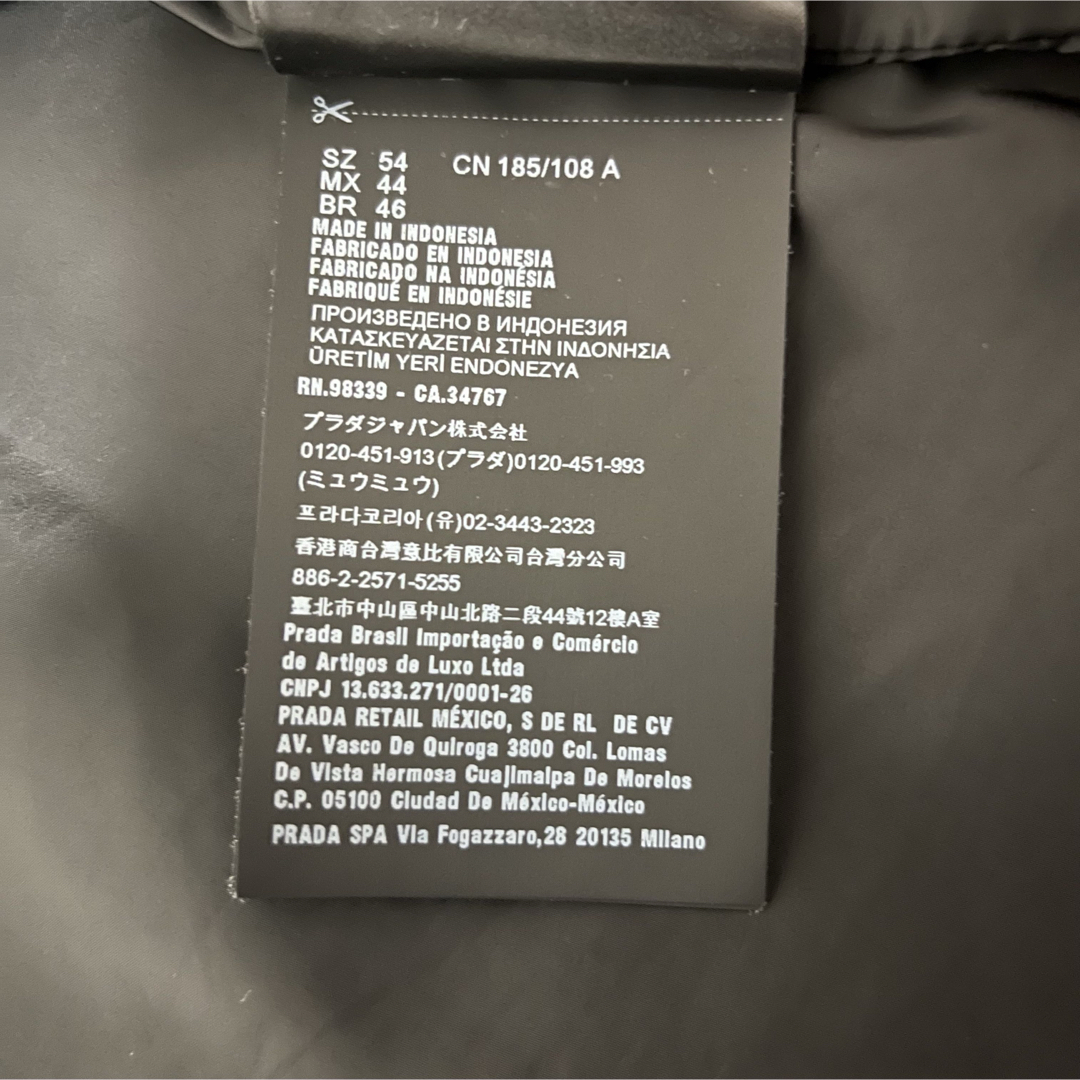 SZ 54 CN 185/108 A
MX 44
BR 46
MADE IN INDONESIA
FABRICADO EN INDONESIA
FABRICADO NA INDONÉSIA
FABRIQUÉ EN INDONÉSIE
ПРОИЗВЕДЕНО В ИНДОНЕЗИЯ
ΚΑΤΑΣΚΕΥΑΖΕΤΑΙ ΣΤΗΝ ΙΝΔΟΝΗΣΙΑ
ÜRETİM YERİ ENDONEZYA
RN.98339 - CA.34767
プラダジャパン株式会社
0120-451-913(プラダ)0120-451-993
(ミュウミュウ)
프라다코리아(유)02-3443-2323
香港商台灣意比有限公司台灣分公司
886-2-2571-5255
臺北市中山區中山北路二段44號12樓A室
Prada Brasil Importação e Comércio
de Artigos de Luxo Ltda
CNPJ 13.633.271/0001-26
PRADA RETAIL MÉXICO, S DE RL DE CV
AV. Vasco De Quiroga 3800 Col. Lomas
De Vista Hermosa Cuajimalpa De Morelos
C.P. 05100 Ciudad De México-México
PRADA SPA Via Fogazzaro,28 20135 Milano